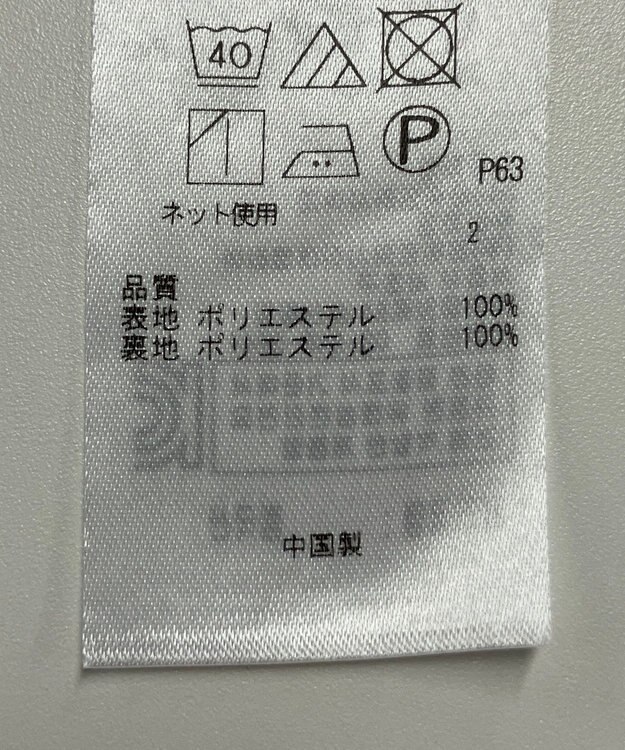 40
P
P63
ネット使用
2
品質
表地 ポリエステル 100%
裏地 ポリエステル 100%
中国製